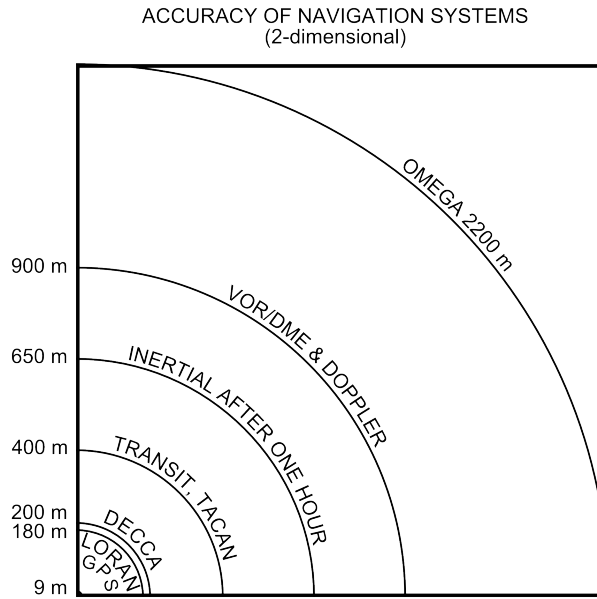 ACCURACY OF NAVIGATION SYSTEMS
(2-dimensional)
OMEGA 2200 m
900 m
VOR/DME & DOPPLER
650 m
INERTIAL AFTER ONE HOUR
400 m
TRANSIT, TACAN
200 m
DECCA
180 m
LORAN
GPS
9 m